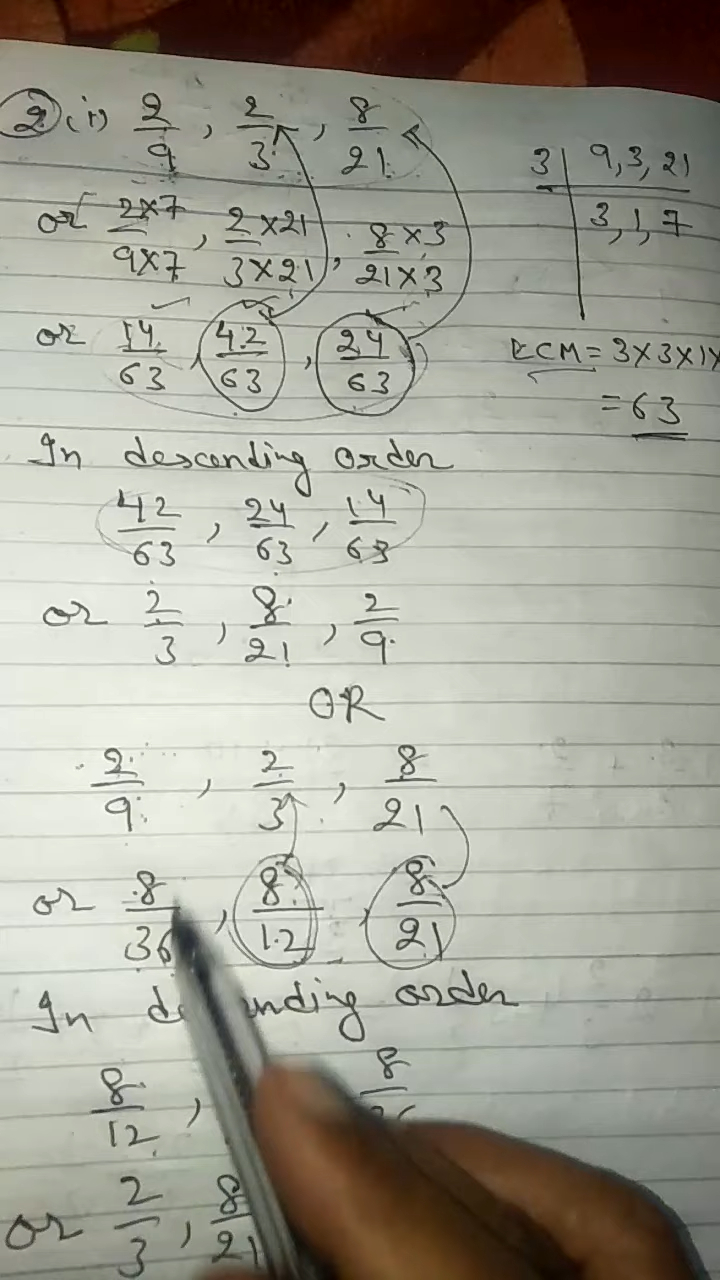 2 (i) 2/9 , 2/3 , 8/21
3 | 9, 3, 21
3, 1, 7
or 2×7/9×7 , 2×21/3×21 , 8×3/21×3
or 14/63 , 42/63 , 24/63
LCM = 3×3×1×
= 63
In descending order
42/63 , 24/63 , 14/63
or 2/3 , 8/21 , 2/9
OR
2/9 , 2/3 , 8/21
or 8/36 , 8/12 , 8/21
In order
8/12 , 8/
or 2/3 , 8/21